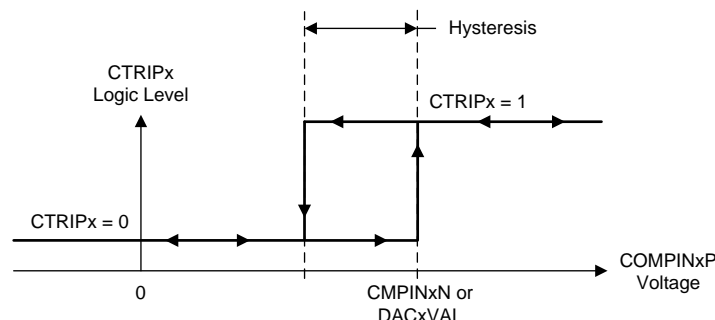 Hysteresis
CTRIPx
Logic Level
CTRIPx = 1
CTRIPx = 0
COMPINxP
Voltage
0
CMPINxN or
DACxVAL